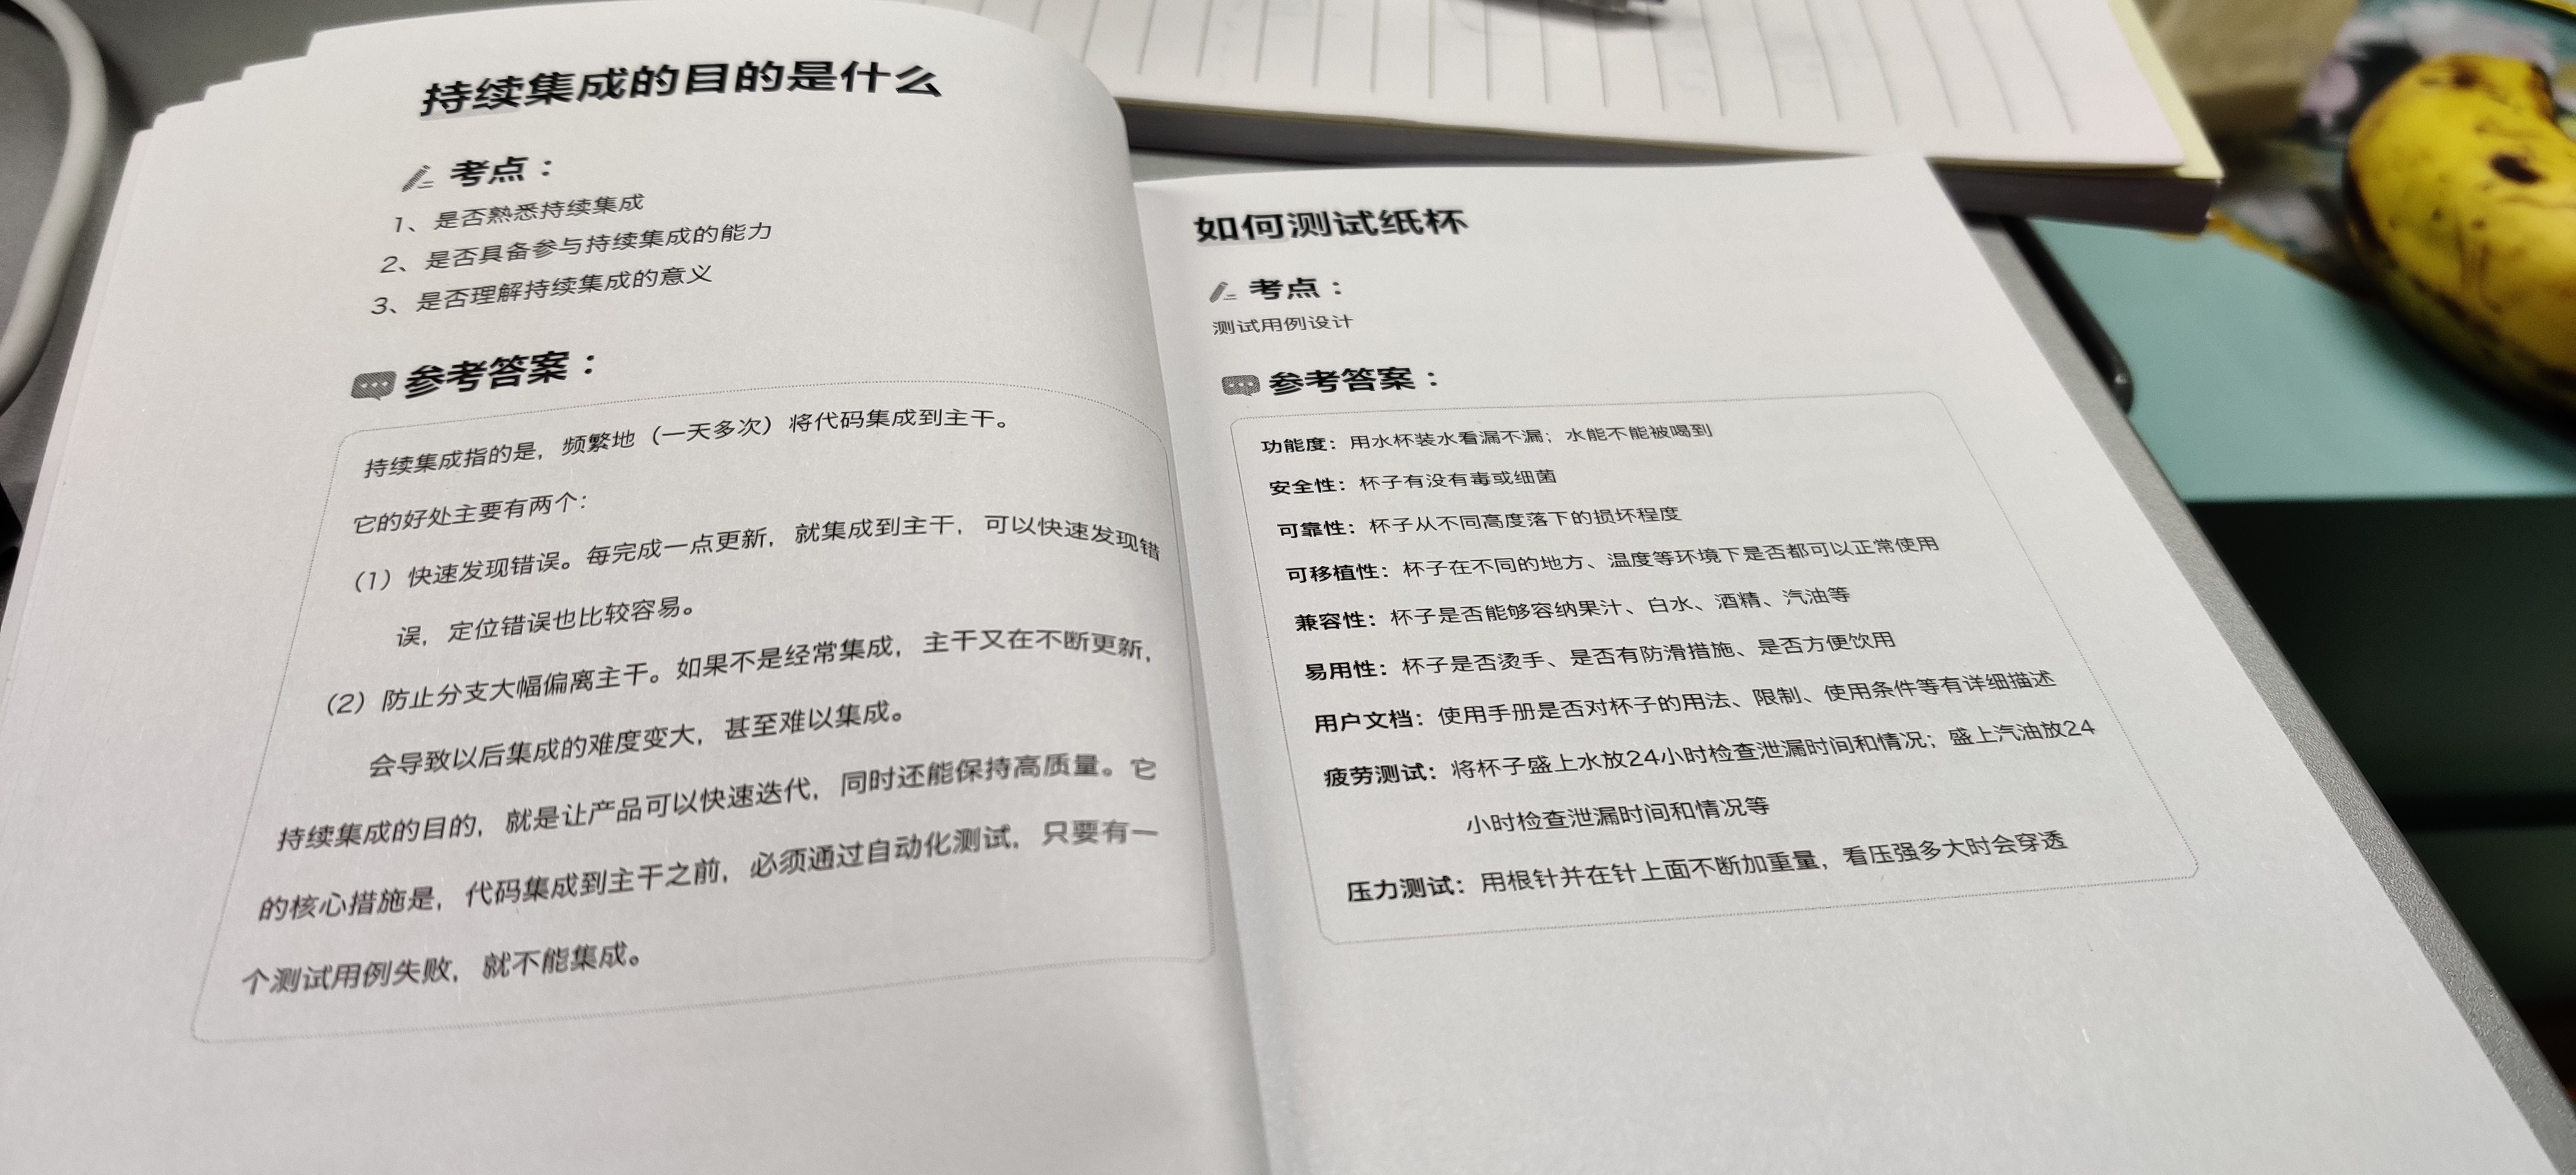 持续集成的目的是什么
考点：
1、是否熟悉持续集成
2、是否具备参与持续集成的能力
3、是否理解持续集成的意义
参考答案：
持续集成指的是，频繁地（一天多次）将代码集成到主干。
它的好处主要有两个：
（1）快速发现错误。每完成一点更新，就集成到主干，可以快速发现错
误，定位错误也比较容易。
（2）防止分支大幅偏离主干。如果不是经常集成，主干又在不断更新，
会导致以后集成的难度变大，甚至难以集成。
持续集成的目的，就是让产品可以快速迭代，同时还能保持高质量。它
的核心措施是，代码集成到主干之前，必须通过自动化测试，只要有一
个测试用例失败，就不能集成。
如何测试纸杯
考点：
测试用例设计
参考答案：
功能度：用水杯装水看漏不漏；水能不能被喝到
安全性：杯子有没有毒或细菌
可靠性：杯子从不同高度落下的损坏程度
可移植性：杯子在不同的地方、温度等环境下是否都可以正常使用
兼容性：杯子是否能够容纳果汁、白水、酒精、汽油等
易用性：杯子是否烫手、是否有防滑措施、是否方便饮用
用户文档：使用手册是否对杯子的用法、限制、使用条件等有详细描述
疲劳测试：将杯子盛上水放24小时检查泄漏时间和情况；盛上汽油放24
小时检查泄漏时间和情况等
压力测试：用根针并在针上面不断加重量，看压强多大时会穿透